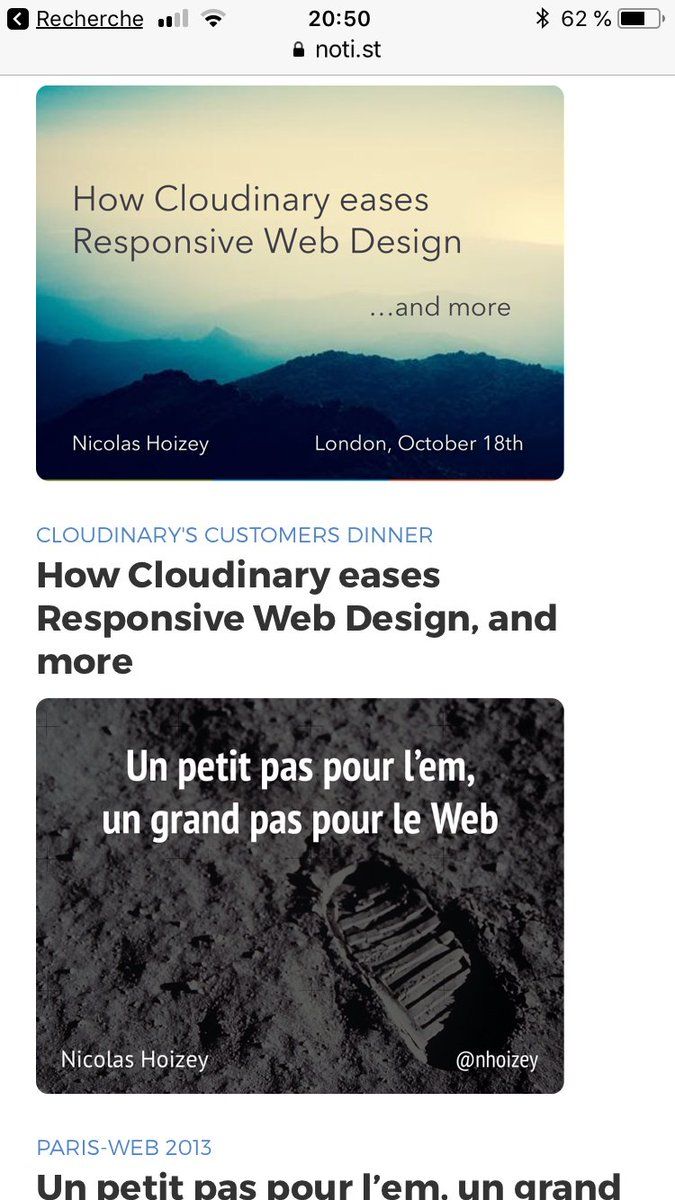 Recherche 20:50 62 %
noti.st
How Cloudinary eases
Responsive Web Design
...and more
Nicolas Hoizey London, October 18th
CLOUDINARY'S CUSTOMERS DINNER
How Cloudinary eases
Responsive Web Design, and
more
Un petit pas pour l’em,
un grand pas pour le Web
Nicolas Hoizey @nhoizey
PARIS-WEB 2013
Un petit pas pour l’em, un grand